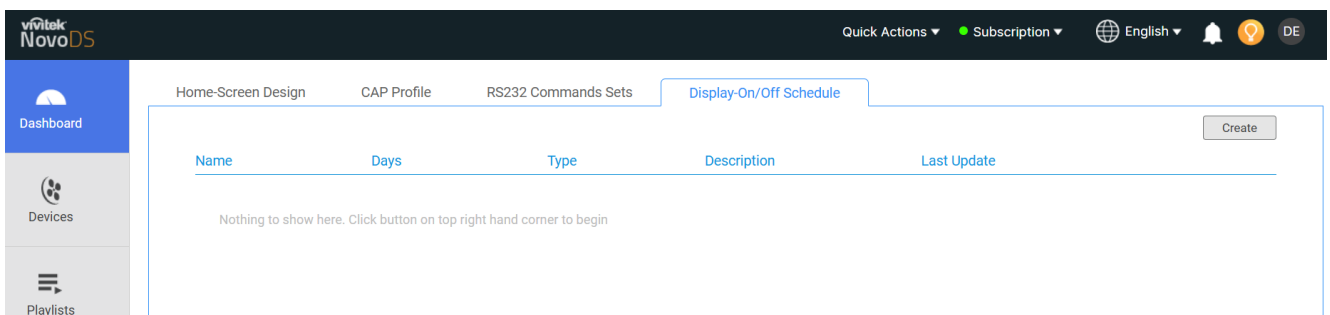 vivitek
NovoDS
Quick Actions ▼ Subscription ▼ English ▼ DE
Dashboard
Devices
Playlists
Home-Screen Design CAP Profile RS232 Commands Sets Display-On/Off Schedule
Create
Name Days Type Description Last Update
Nothing to show here. Click button on top right hand corner to begin